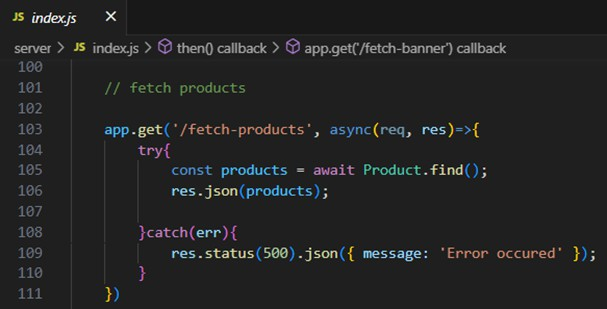 JS index.js ×
server > JS index.js > then() callback > app.get('/fetch-banner') callback
100
101 // fetch products
102
103 app.get('/fetch-products', async(req, res)=>{
104 try{
105 const products = await Product.find();
106 res.json(products);
107
108 }catch(err){
109 res.status(500).json({ message: 'Error occured' });
110 }
111 })